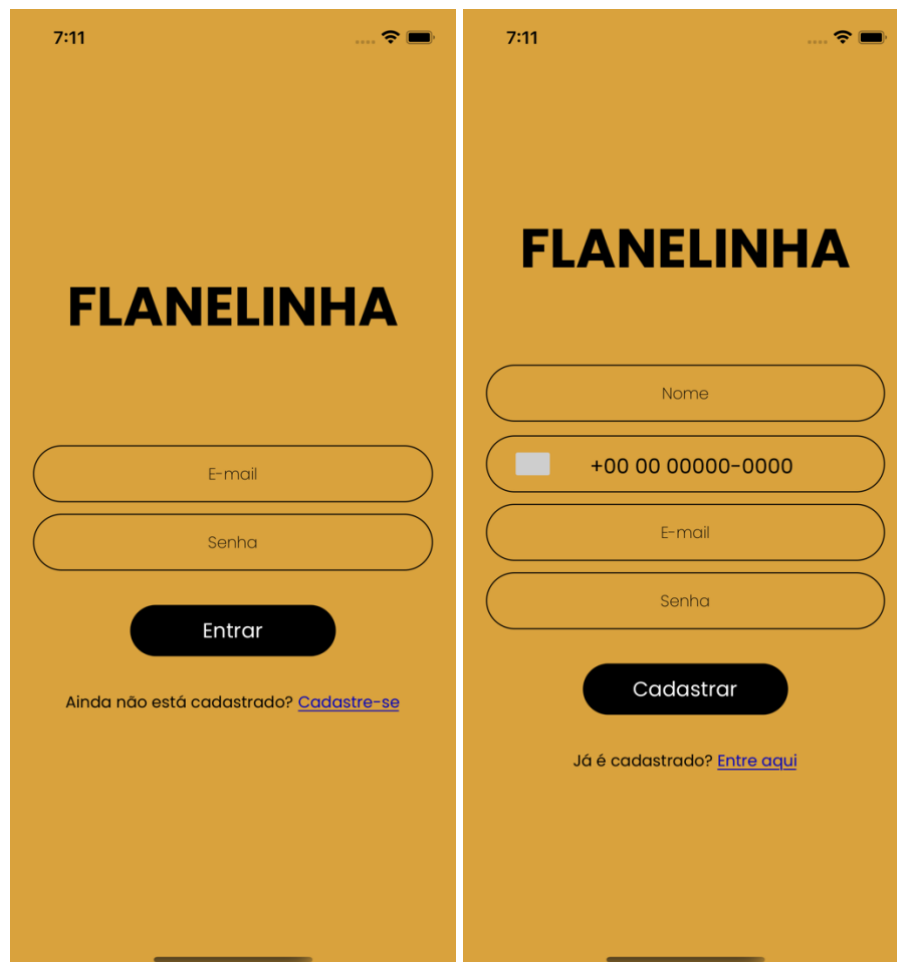 7:11
FLANELINHA
E-mail
Senha
Entrar
Ainda não está cadastrado? Cadastre-se
7:11
FLANELINHA
Nome
+00 00 00000-0000
E-mail
Senha
Cadastrar
Já é cadastrado? Entre aqui